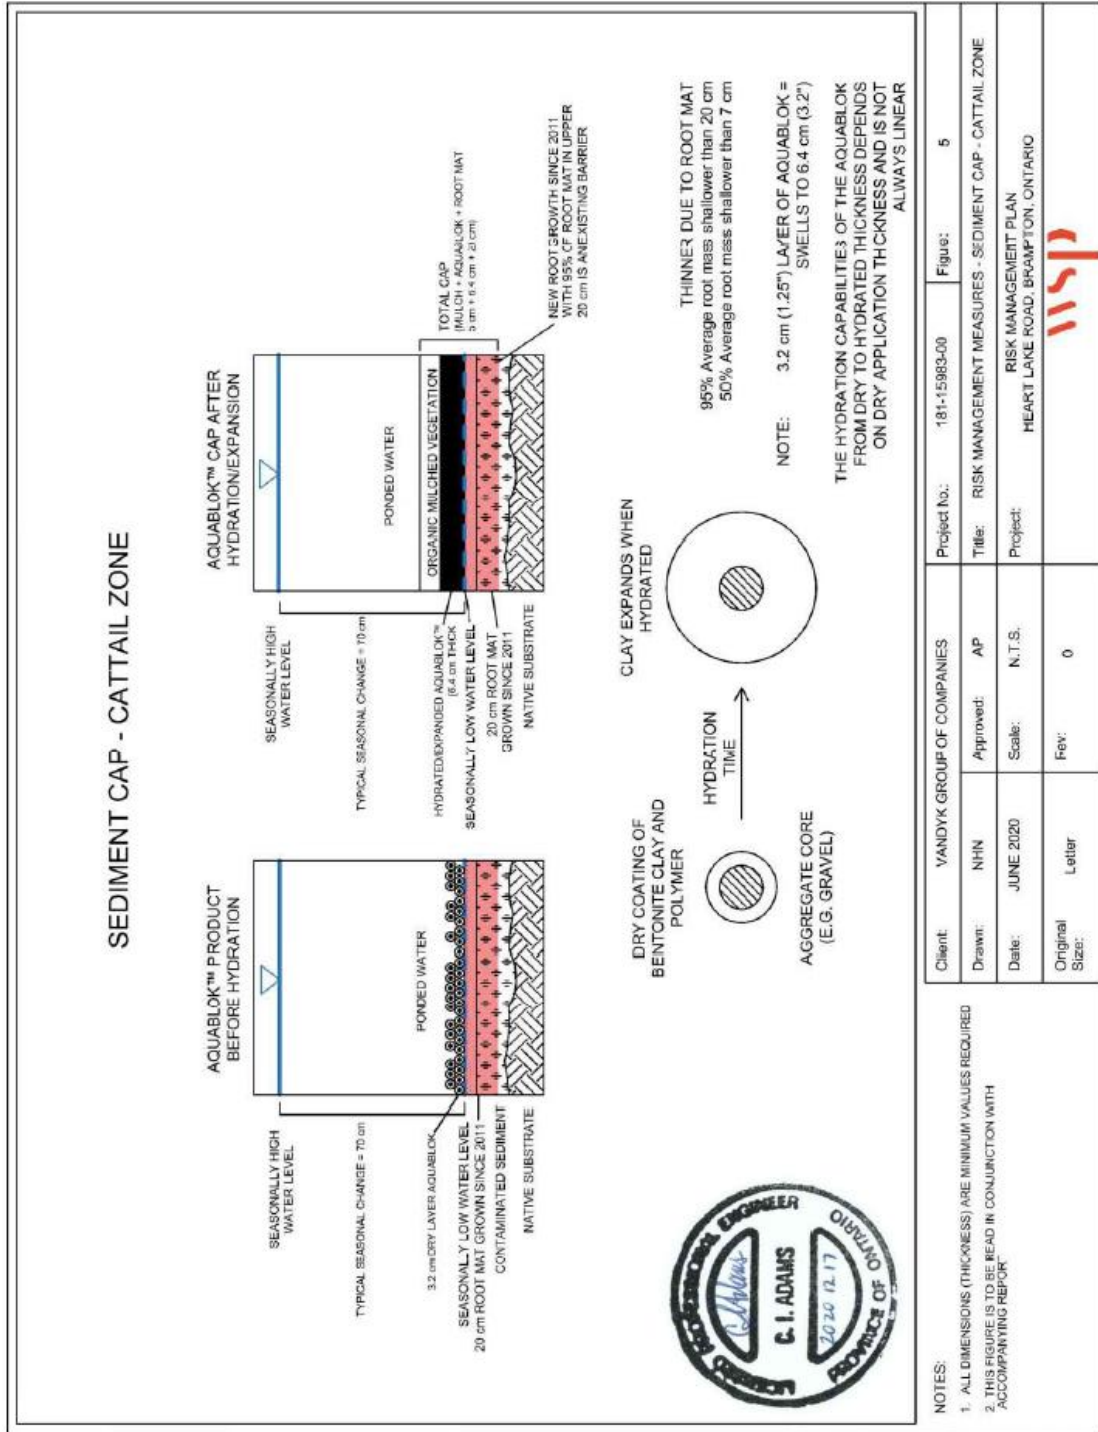 SEDIMENT CAP - CATTAIL ZONE
AQUABLOK™ PRODUCT
BEFORE HYDRATION
SEASONALLY HIGH
WATER LEVEL
TYPICAL SEASONAL CHANGE = 70 cm
PONDED WATER
3.2 cm DRY LAYER AQUABLOK
SEASONALLY LOW WATER LEVEL
20 cm ROOT MAT GROWN SINCE 2011
CONTAMINATED SEDIMENT
NATIVE SUBSTRATE
AQUABLOK™ CAP AFTER
HYDRATION/EXPANSION
SEASONALLY HIGH
WATER LEVEL
TYPICAL SEASONAL CHANGE = 70 cm
PONDED WATER
ORGANIC MULCHED VEGETATION
HYDRATED/EXPANDED AQUABLOK™
(6.4 cm THICK
SEASONALLY LOW WATER LEVEL
20 cm ROOT MAT
GROWN SINCE 2011
NATIVE SUBSTRATE
TOTAL CAP
(MULCH + AQUABLOK + ROOT MAT
5 cm + 6.4 cm + 20 cm)
NEW ROOT GROWTH SINCE 2011
WITH 95% OF ROOT MAT IN UPPER
20 cm IS AN EXISTING BARRIER
DRY COATING OF
BENTONITE CLAY AND
POLYMER
AGGREGATE CORE
(E.G. GRAVEL)
HYDRATION
TIME
CLAY EXPANDS WHEN
HYDRATED
THINNER DUE TO ROOT MAT
95% Average root mass shallower than 20 cm
50% Average root mass shallower than 7 cm
NOTE: 3.2 cm (1.25") LAYER OF AQUABLOK =
SWELLS TO 6.4 cm (3.2")
THE HYDRATION CAPABILITIES OF THE AQUABLOK
FROM DRY TO HYDRATED THICKNESS DEPENDS
ON DRY APPLICATION THCKNESS AND IS NOT
ALWAYS LINEAR
LICENSED PROFESSIONAL ENGINEER
C. I. ADAMS
2020 12 17
PROVINCE OF ONTARIO
NOTES:
1. ALL DIMENSIONS (THICKNESS) ARE MINIMUM VALUES REQUIRED
2. THIS FIGURE IS TO BE READ IN CONJUNCTION WITH
ACCOMPANYING REPORT
Client: VANDYK GROUP OF COMPANIES
Project No.: 181-15983-00
Figure: 5
Drawn: NHN
Approved: AP
Title: RISK MANAGEMENT MEASURES - SEDIMENT CAP - CATTAIL ZONE
Date: JUNE 2020
Scale: N.T.S.
Project: RISK MANAGEMENT PLAN
HEART LAKE ROAD, BRAMPTON, ONTARIO
Original
Size: Letter
Rev: 0
wsp